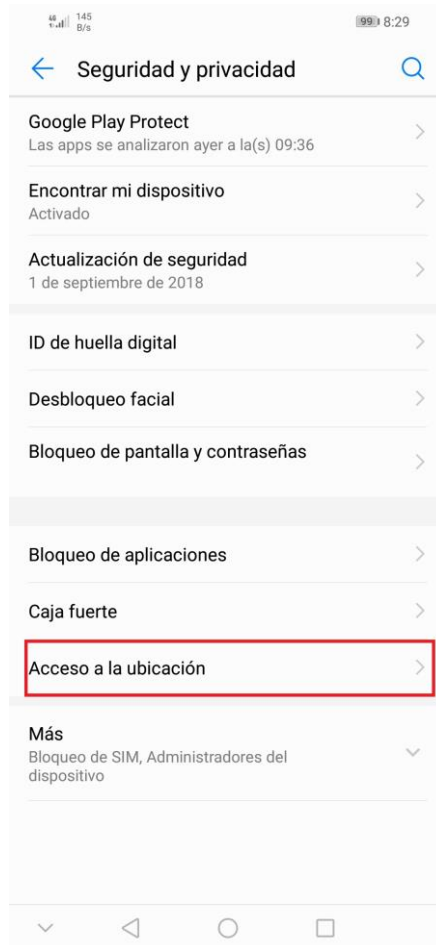 145
B/s
99 8:29
Seguridad y privacidad
Google Play Protect
Las apps se analizaron ayer a la(s) 09:36
Encontrar mi dispositivo
Activado
Actualización de seguridad
1 de septiembre de 2018
ID de huella digital
Desbloqueo facial
Bloqueo de pantalla y contraseñas
Bloqueo de aplicaciones
Caja fuerte
Acceso a la ubicación
Más
Bloqueo de SIM, Administradores del
dispositivo